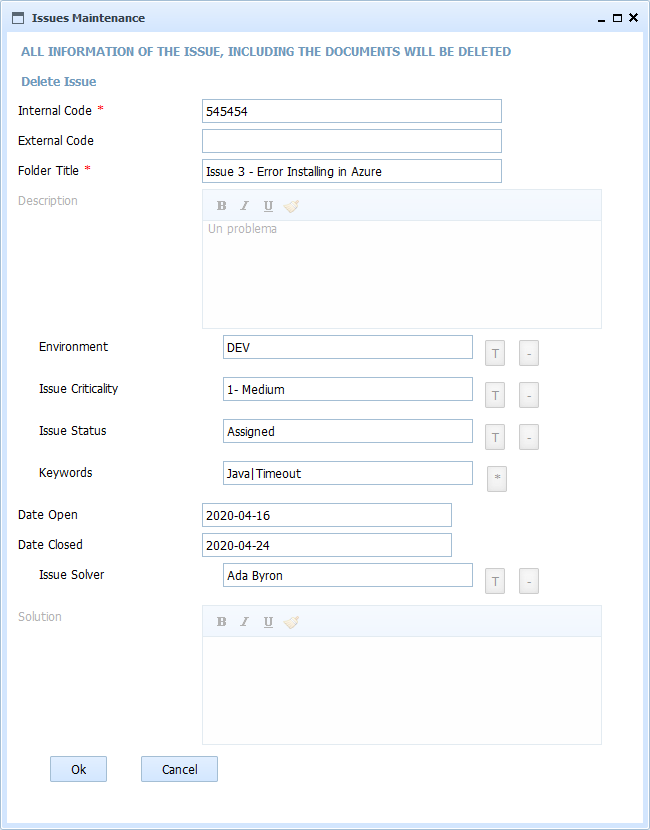 Issues Maintenance
ALL INFORMATION OF THE ISSUE, INCLUDING THE DOCUMENTS WILL BE DELETED
Delete Issue
Internal Code * 545454
External Code
Folder Title * Issue 3 - Error Installing in Azure
Description B I U
Un problema
Environment DEV T -
Issue Criticality 1- Medium T -
Issue Status Assigned T -
Keywords Java|Timeout *
Date Open 2020-04-16
Date Closed 2020-04-24
Issue Solver Ada Byron T -
Solution B I U
Ok Cancel